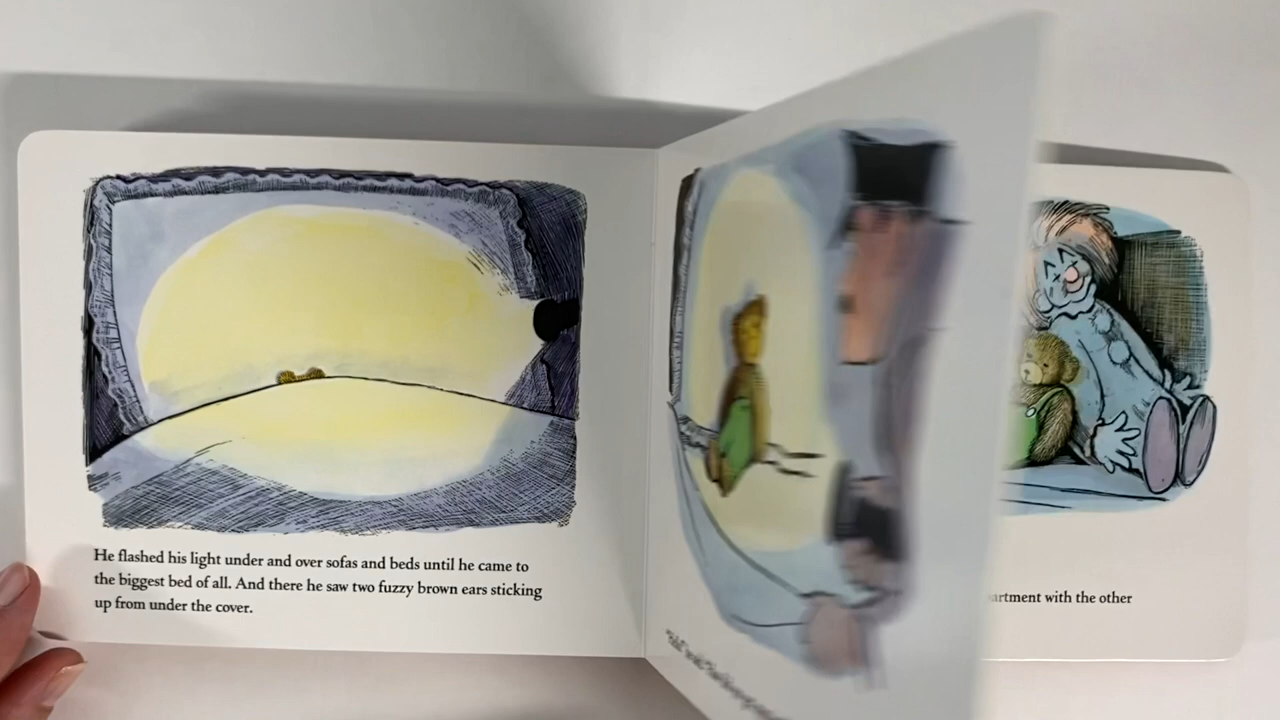 He flashed his light under and over sofas and beds until he came to
the biggest bed of all. And there he saw two fuzzy brown ears sticking
up from under the cover.
with the other